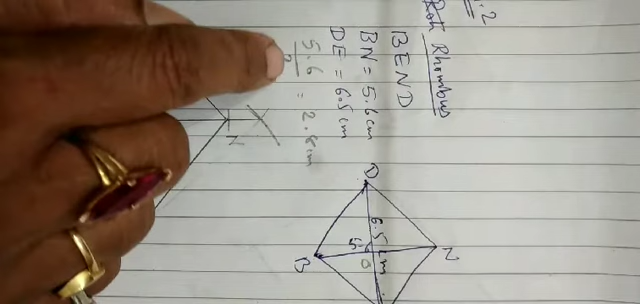 2
Rhombus
BEND
BN = 5.6 cm
DE = 6.5 cm
5.6 = 2.8 cm
N
D
6.5 cm
5.6
O
B
N